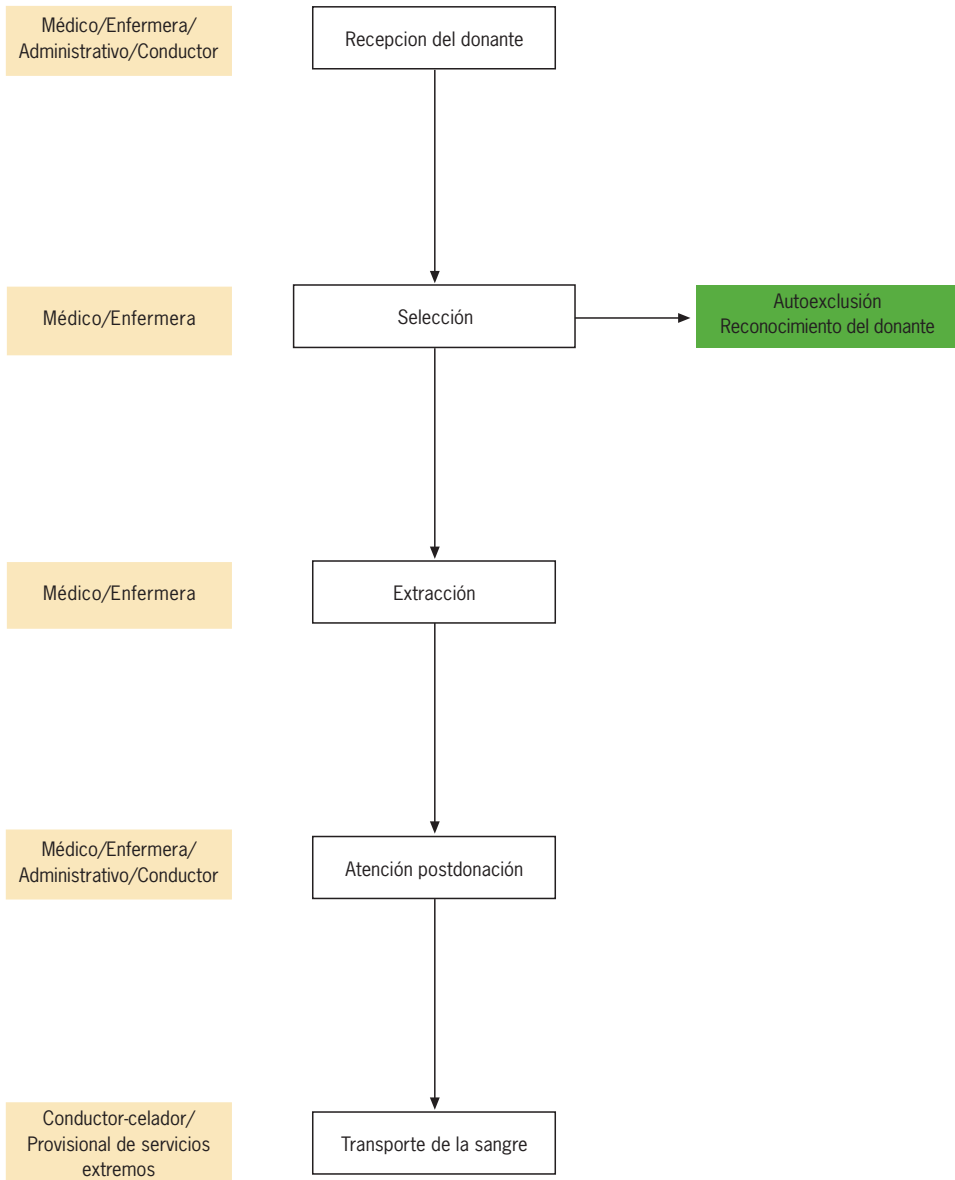 Médico/Enfermera/
Administrativo/Conductor
Recepcion del donante
Médico/Enfermera
Selección
Autoexclusión
Reconocimiento del donante
Médico/Enfermera
Extracción
Médico/Enfermera/
Administrativo/Conductor
Atención postdonación
Conductor-celador/
Provisional de servicios
extremos
Transporte de la sangre